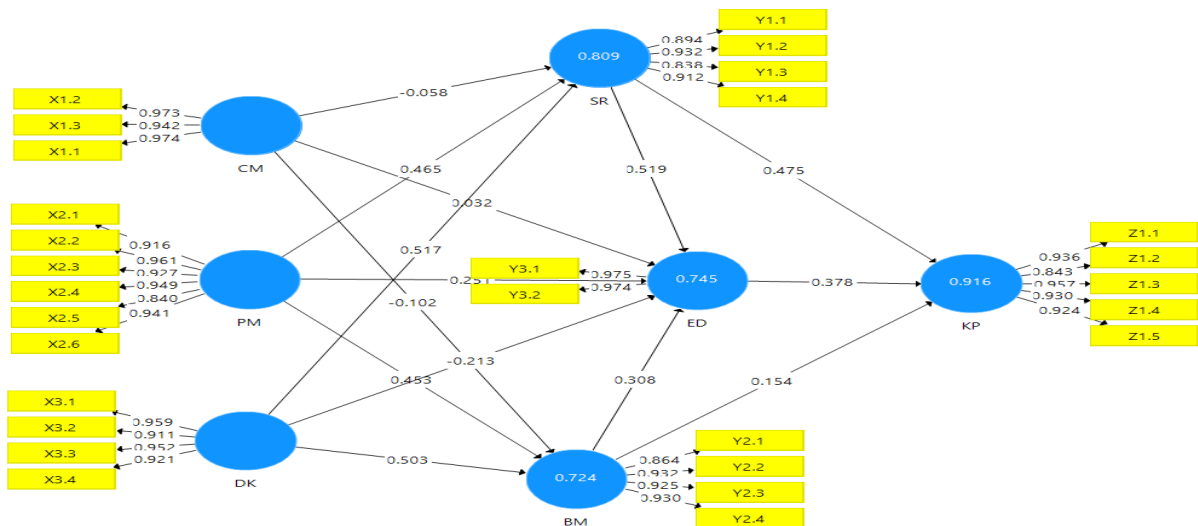 X1.2
X1.3
X1.1
0.973
0.942
0.974
CM
X2.1
X2.2
X2.3
X2.4
X2.5
X2.6
0.916
0.961
0.927
0.949
0.840
0.941
PM
X3.1
X3.2
X3.3
X3.4
0.959
0.911
0.952
0.921
DK
-0.058
0.465
0.517
0.032
0.251
-0.102
-0.213
0.453
0.503
0.809
SR
0.894
0.932
0.838
0.912
Y1.1
Y1.2
Y1.3
Y1.4
0.519
0.475
Y3.1
Y3.2
0.975
0.974
0.745
ED
0.378
0.308
0.154
0.724
BM
0.864
0.932
0.925
0.930
Y2.1
Y2.2
Y2.3
Y2.4
0.916
KP
0.936
0.843
0.957
0.930
0.924
Z1.1
Z1.2
Z1.3
Z1.4
Z1.5